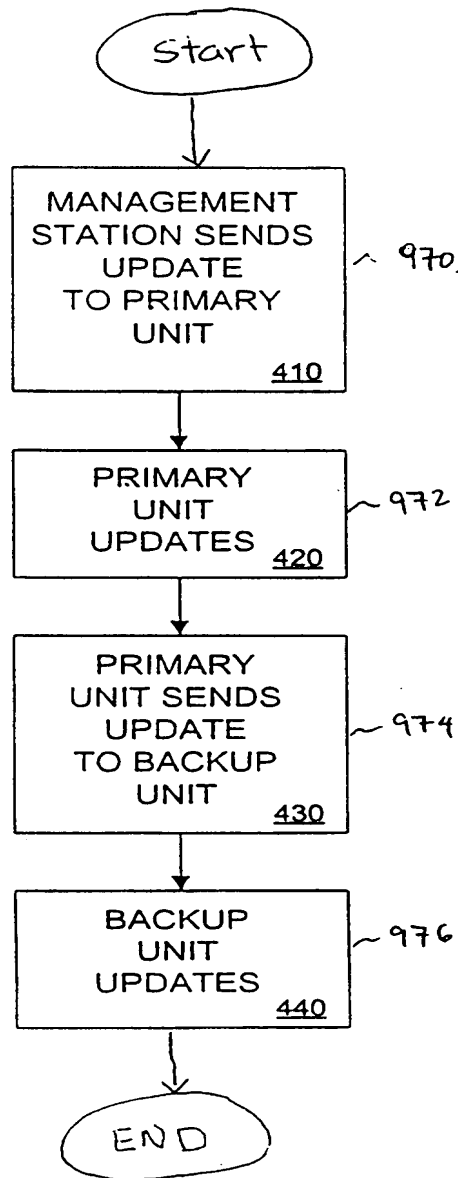 Start
MANAGEMENT
STATION SENDS
UPDATE
TO PRIMARY
UNIT
410
970
PRIMARY
UNIT
UPDATES
420
972
PRIMARY
UNIT SENDS
UPDATE
TO BACKUP
UNIT
430
974
BACKUP
UNIT
UPDATES
440
976
END